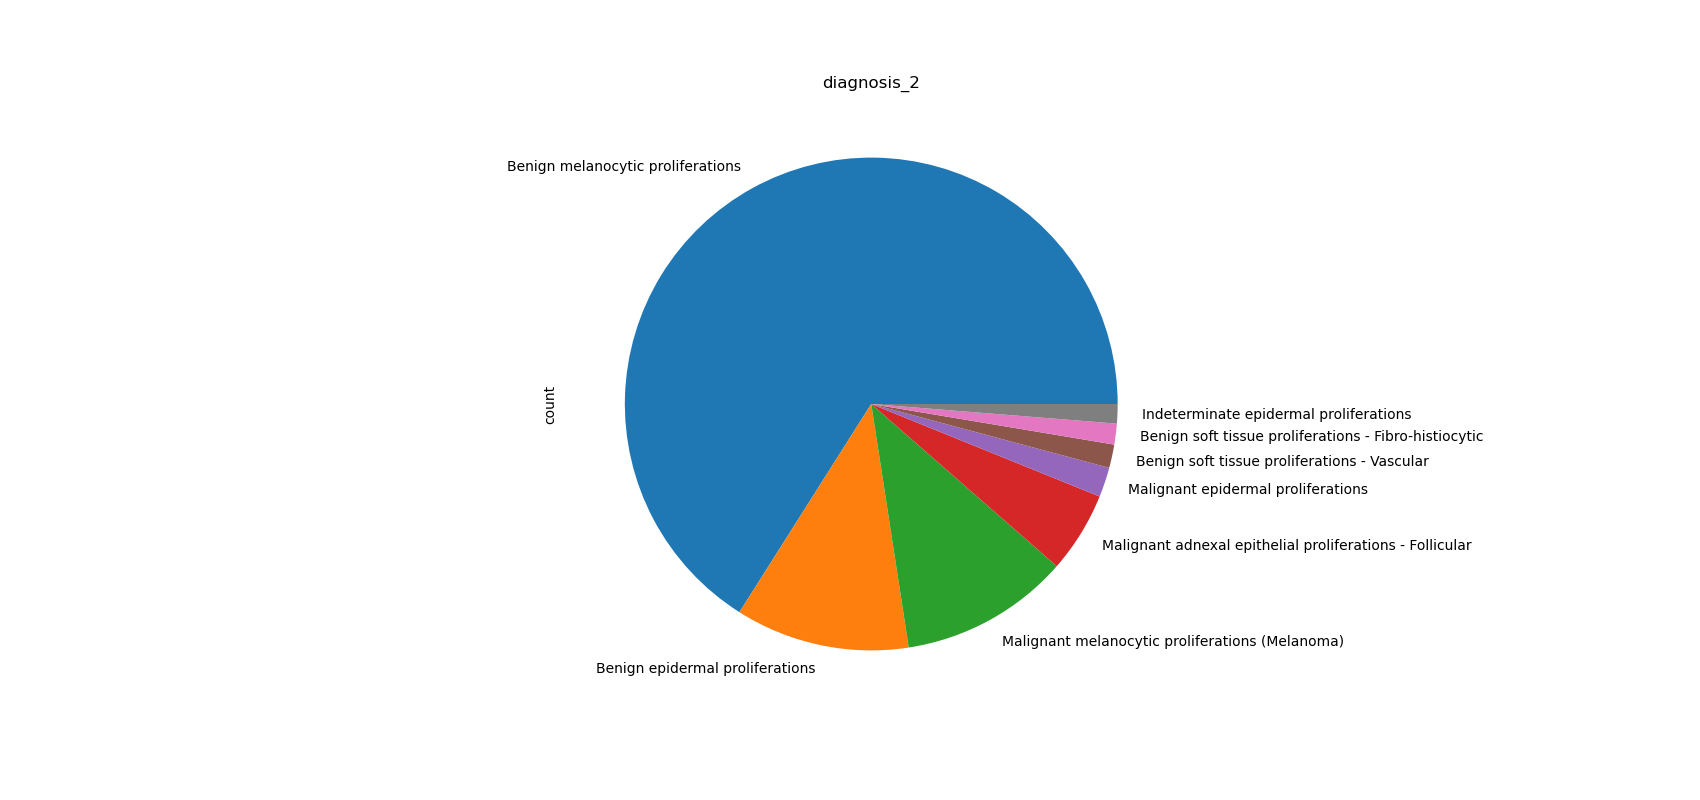 diagnosis_2
Benign melanocytic proliferations
count
Indeterminate epidermal proliferations
Benign soft tissue proliferations - Fibro-histiocytic
Benign soft tissue proliferations - Vascular
Malignant epidermal proliferations
Malignant adnexal epithelial proliferations - Follicular
Malignant melanocytic proliferations (Melanoma)
Benign epidermal proliferations